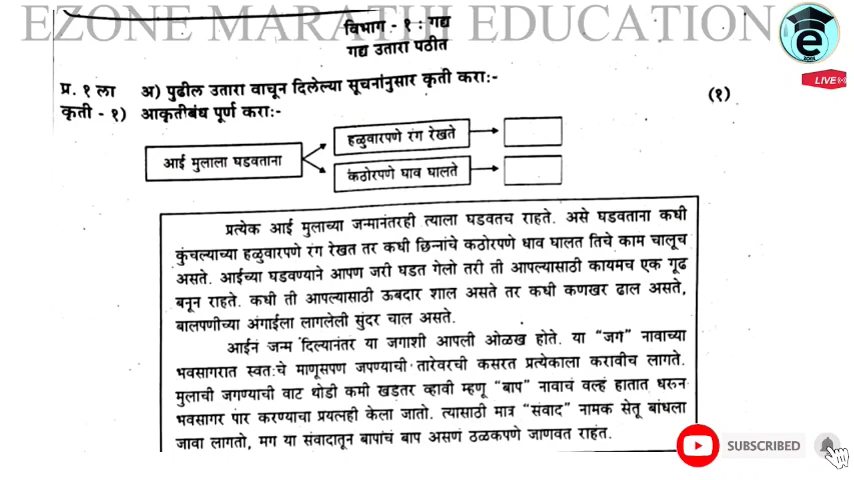 EZONE MARATHI EDUCATION
विभाग - १ : गद्य
गद्य उतारा पठीत
e
EZON
LIVE
प्र. १ ला अ) पुढील उतारा वाचून दिलेल्या सूचनांनुसार कृती कराः-
कृती - १) आकृतीबंध पूर्ण कराः- (१)
हळुवारपणे रंग रेखते
आई मुलाला घडवताना
कंठोरपणे घाव घालते
प्रत्येक आई मुलाच्या जन्मानंतरही त्याला घडवतच राहते. असे घडवताना कधी
कुंचल्याच्या हळुवारपणे रंग रेखत तर कधी छिन्नांचे कठोरपणे धाव घालत तिचे काम चालूच
असते. आईच्या घडवण्याने आपण जरी घडत गेलो तरी ती आपल्यासाठी कायमच एक गूढ
बनून राहते. कधी ती आपल्यासाठी ऊबदार शाल असते तर कधी कणखर ढाल असते,
बालपणीच्या अंगाईला लागलेली सुंदर चाल असते.
आईनं जन्म दिल्यानंतर या जगाशी आपली ओळख होते. या “जग” नावाच्या
भवसागरात स्वतःचे माणूसपण जपण्याची तारेवरची कसरत प्रत्येकाला करावीच लागते.
मुलाची जगण्याची वाट थोडी कमी खडतर व्हावी म्हणू “बाप” नावाचं वल्हं हातात धरुन
भवसागर पार करण्याचा प्रयत्नही केला जातो. त्यासाठी मात्र “संवाद” नामक सेतू बांधला
जावा लागतो, मग या संवादातून बापाचं बाप असणं ठळकपणे जाणवत राहतं.
SUBSCRIBED